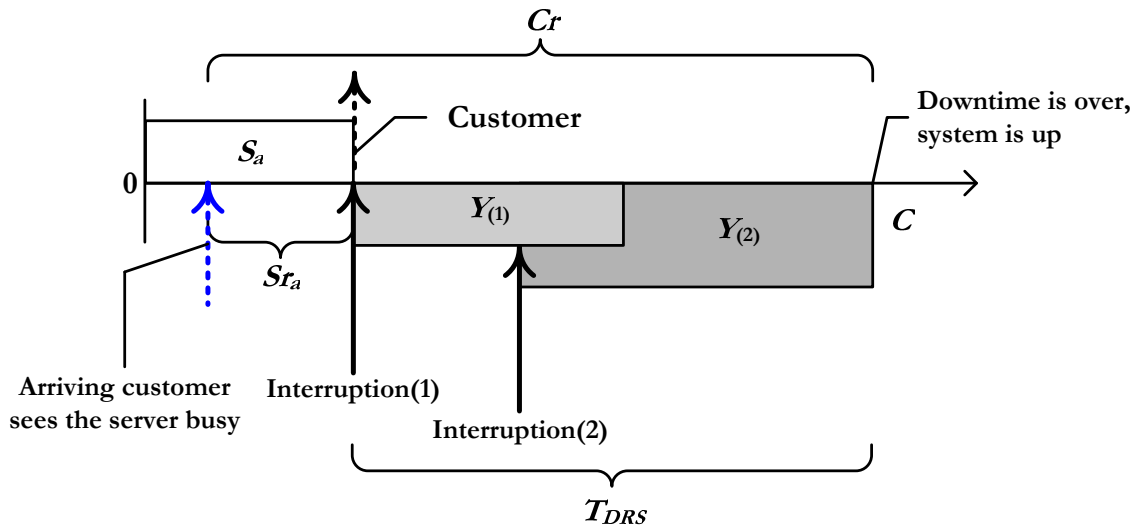 Cr
Downtime is over,
system is up
Customer
Sa
0
Y(1)
Y(2)
C
Sra
Arriving customer
sees the server busy
Interruption(1)
Interruption(2)
TDRS